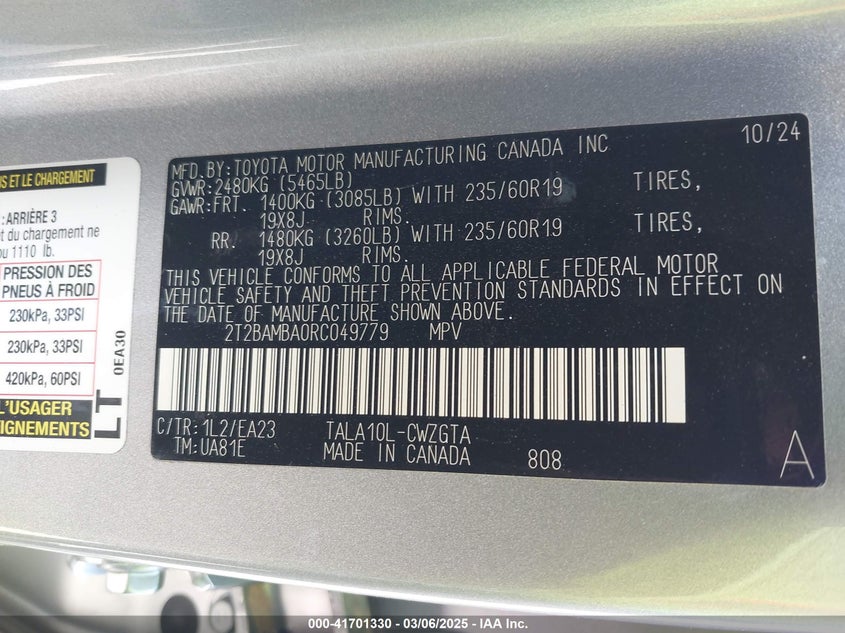 IS ET LE CHARGEMENT
: ARRIÈRE 3
t du chargement ne
ou 1110 lb.
PRESSION DES
PNEUS À FROID
230kPa, 33PSI
230kPa, 33PSI
420kPa, 60PSI
L'USAGER
IGNEMENTS
LT
0EA30
MFD.BY:TOYOTA MOTOR MANUFACTURING CANADA INC 10/24
GVWR:2480KG (5465LB)
GAWR:FRT. 1400KG (3085LB) WITH 235/60R19 TIRES,
19X8J RIMS.
RR. 1480KG (3260LB) WITH 235/60R19 TIRES,
19X8J RIMS.
THIS VEHICLE CONFORMS TO ALL APPLICABLE FEDERAL MOTOR
VEHICLE SAFETY AND THEFT PREVENTION STANDARDS IN EFFECT ON
THE DATE OF MANUFACTURE SHOWN ABOVE.
2T2BAMBA0RC049779 MPV
C/TR:1L2/EA23 TALA10L-CWZGTA
TM:UA81E MADE IN CANADA 808
A
000-41701330 - 03/06/2025 - IAA Inc.